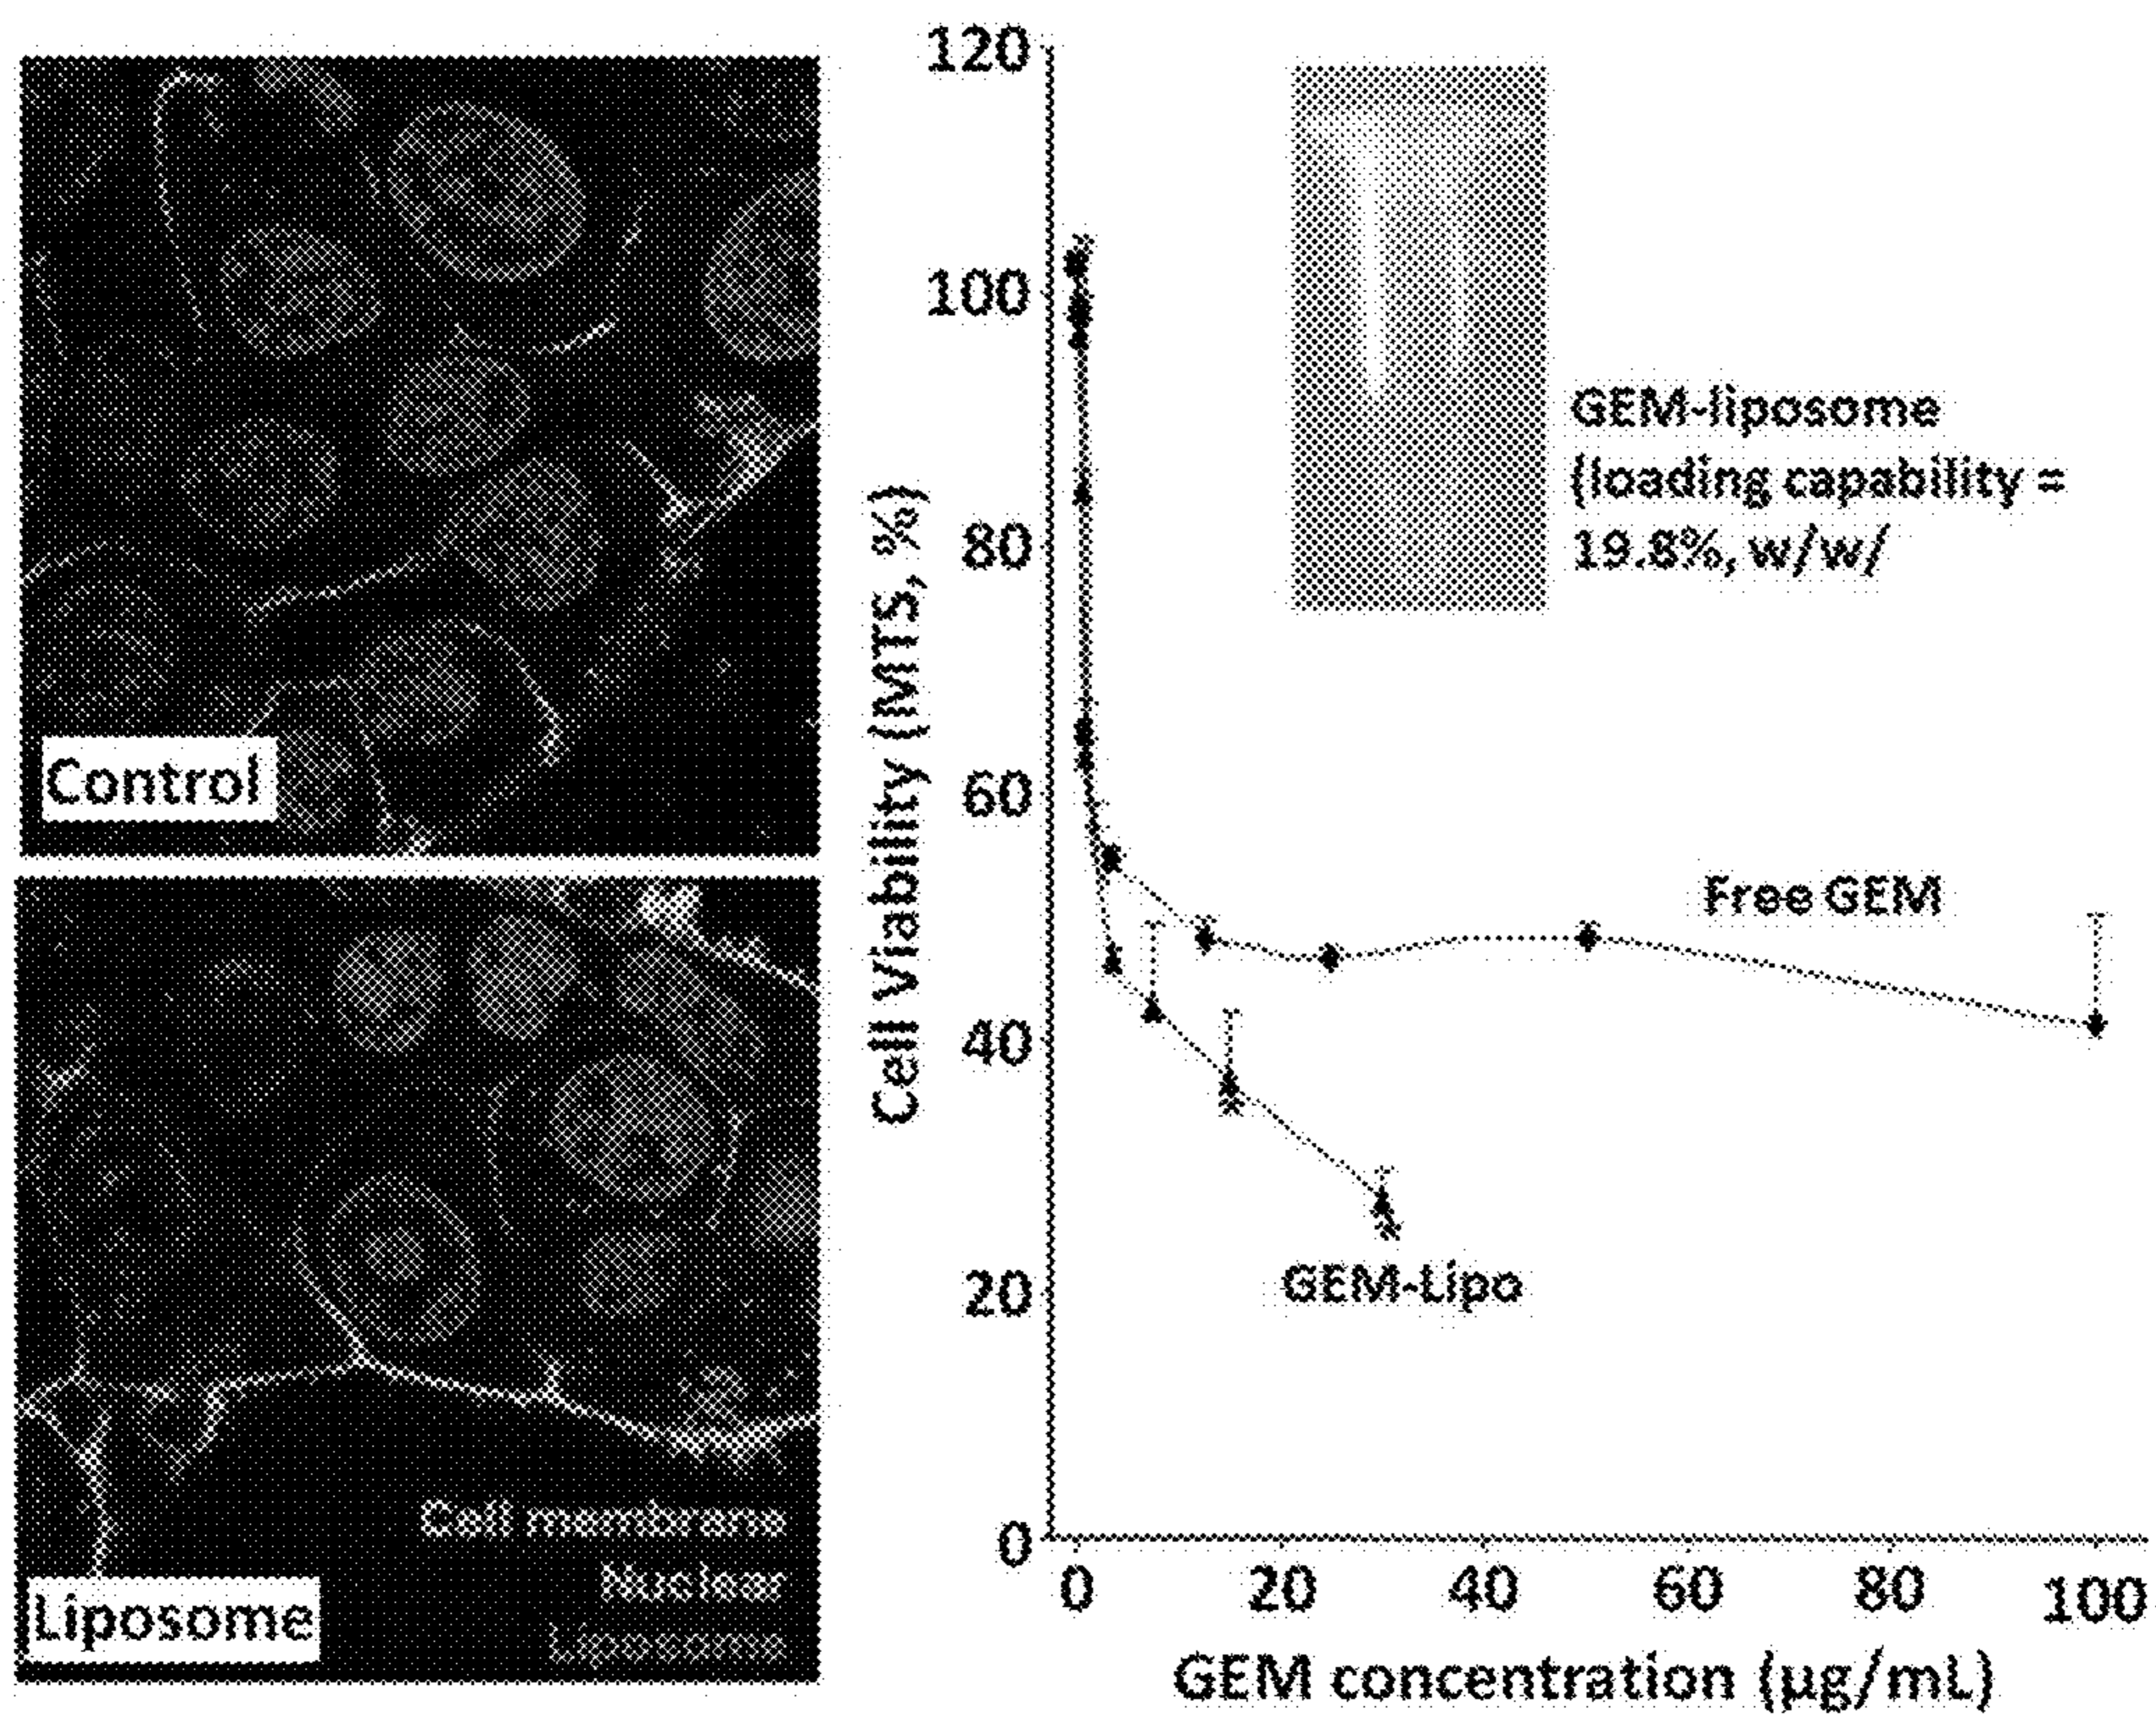 Control
Cell membrane
Nuclear
Liposome
Liposome
120
100
80
60
40
20
0
Cell Viability (MTS, %)
GEM-liposome
(loading capability =
19.8%, w/w/
Free GEM
GEM-Lipo
0 20 40 60 80 100
GEM concentration (µg/mL)